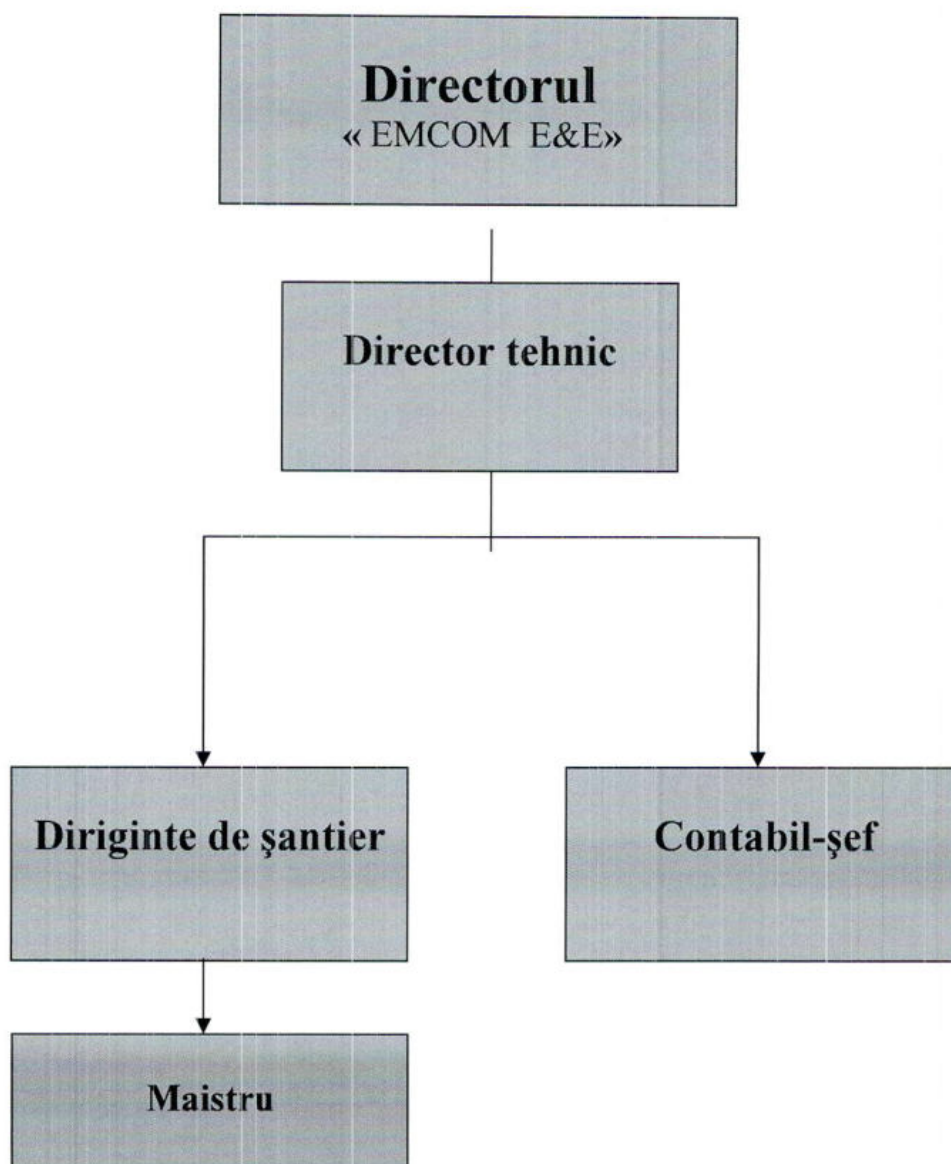 Directorul
« EMCOM E&E»
Director tehnic
Diriginte de şantier
Contabil-şef
Maistru